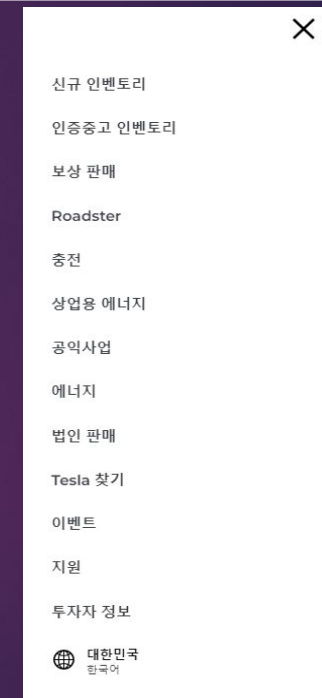 신규 인벤토리
인증중고 인벤토리
보상 판매
Roadster
충전
상업용 에너지
공익사업
에너지
법인 판매
Tesla 찾기
이벤트
지원
투자자 정보
대한민국
한국어